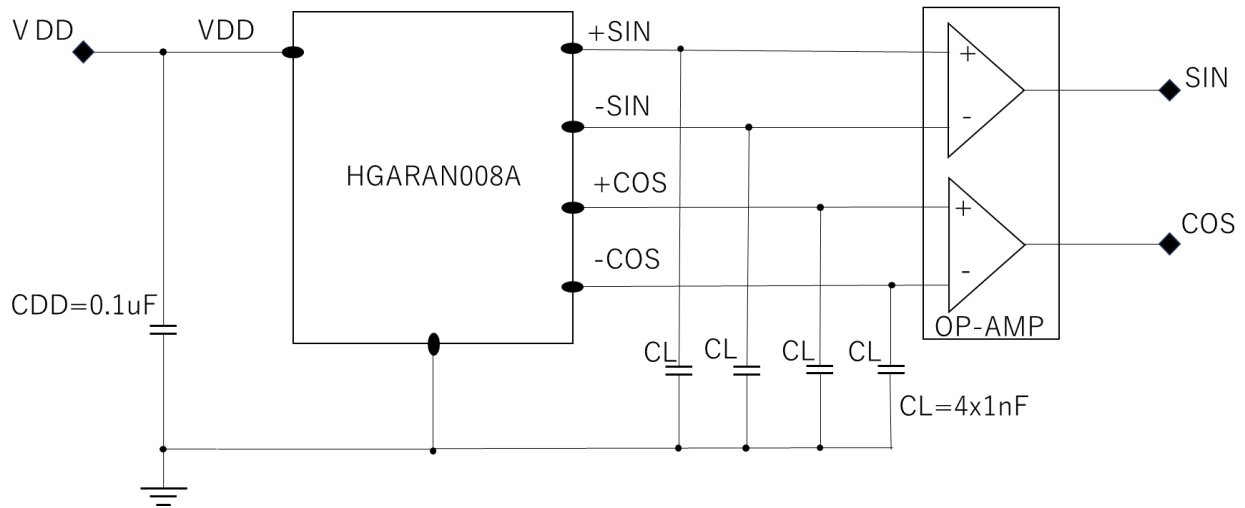 VDD
VDD
+SIN
-SIN
+COS
-COS
HGARAN008A
CDD=0.1uF
CL
CL
CL
CL
CL=4x1nF
+
-
+
-
OP-AMP
SIN
COS